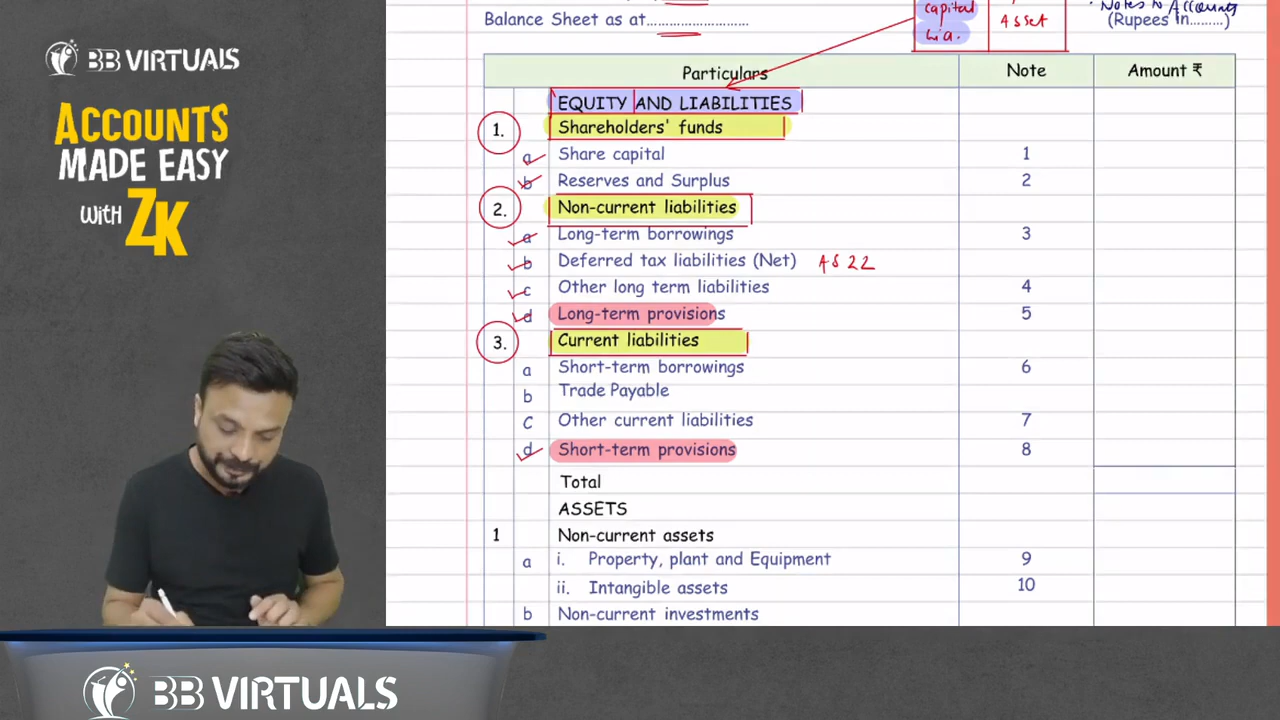 BB VIRTUALS
ACCOUNTS
MADE EASY
WITH ZK
capital
Lia.
Asset
Notes to Accounts
Balance Sheet as at........................
(Rupees in.........)
Particulars Note Amount ₹
EQUITY AND LIABILITIES
1. Shareholders' funds
a Share capital 1
b Reserves and Surplus 2
2. Non-current liabilities
a Long-term borrowings 3
b Deferred tax liabilities (Net) AS 22
c Other long term liabilities 4
d Long-term provisions 5
3. Current liabilities
a Short-term borrowings 6
b Trade Payable
C Other current liabilities 7
d Short-term provisions 8
Total
ASSETS
1 Non-current assets
a i. Property, plant and Equipment 9
ii. Intangible assets 10
b Non-current investments
BB VIRTUALS